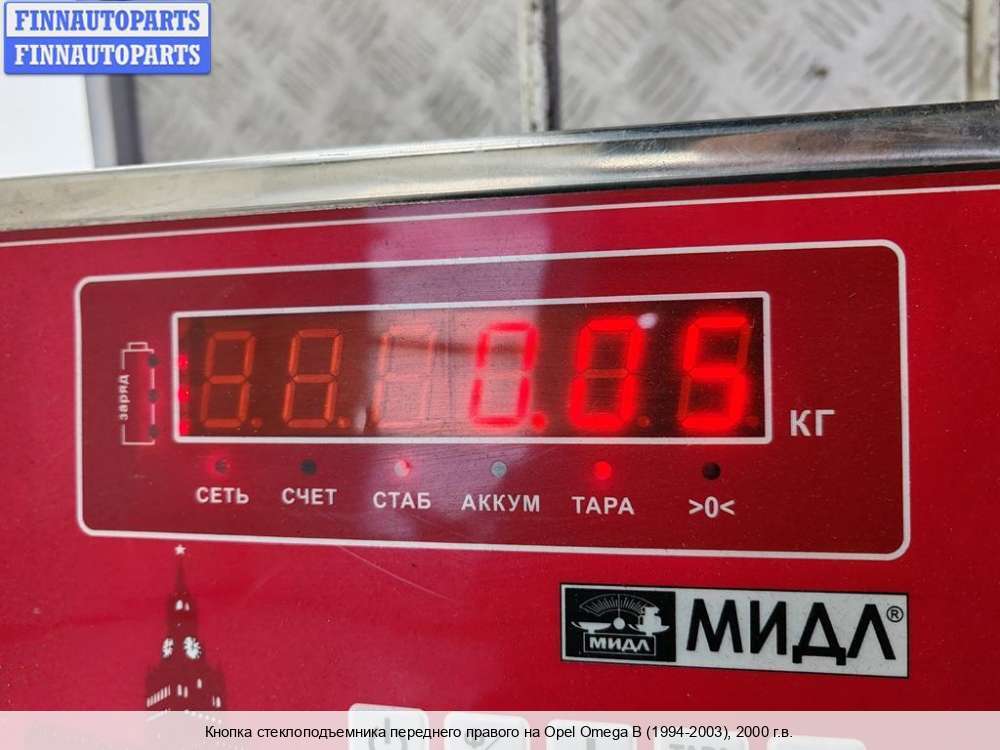 FINNAUTOPARTS
FINNAUTOPARTS
заряд
0.05 КГ
СЕТЬ СЧЕТ СТАБ АККУМ ТАРА >0<
МИДЛ МИДЛ®
Кнопка стеклоподъемника переднего правого на Opel Omega B (1994-2003), 2000 г.в.